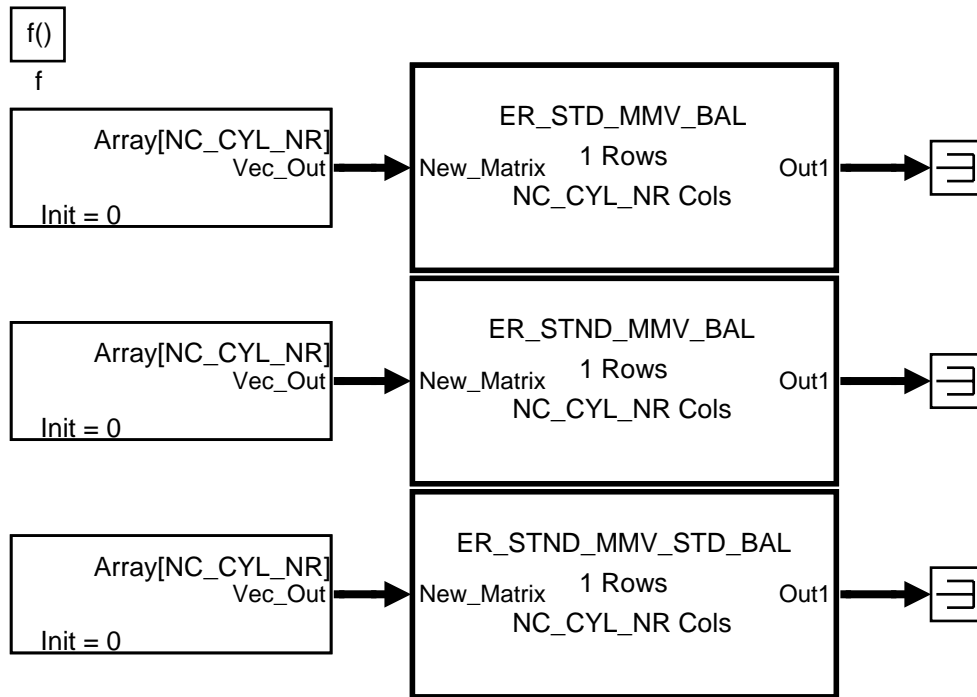 f()
f
Array[NC_CYL_NR]
Vec_Out
Init = 0
New_Matrix
ER_STD_MMV_BAL
1 Rows
NC_CYL_NR Cols
Out1
Array[NC_CYL_NR]
Vec_Out
Init = 0
New_Matrix
ER_STND_MMV_BAL
1 Rows
NC_CYL_NR Cols
Out1
Array[NC_CYL_NR]
Vec_Out
Init = 0
New_Matrix
ER_STND_MMV_STD_BAL
1 Rows
NC_CYL_NR Cols
Out1